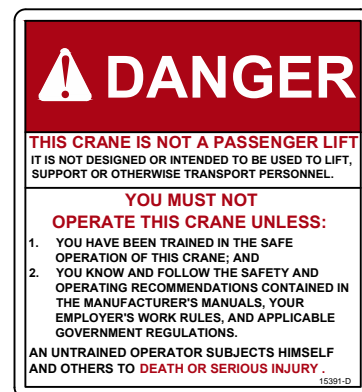 DANGER
THIS CRANE IS NOT A PASSENGER LIFT
IT IS NOT DESIGNED OR INTENDED TO BE USED TO LIFT,
SUPPORT OR OTHERWISE TRANSPORT PERSONNEL.
YOU MUST NOT
OPERATE THIS CRANE UNLESS:
1. YOU HAVE BEEN TRAINED IN THE SAFE
OPERATION OF THIS CRANE; AND
2. YOU KNOW AND FOLLOW THE SAFETY AND
OPERATING RECOMMENDATIONS CONTAINED IN
THE MANUFACTURER'S MANUALS, YOUR
EMPLOYER'S WORK RULES, AND APPLICABLE
GOVERNMENT REGULATIONS.
AN UNTRAINED OPERATOR SUBJECTS HIMSELF
AND OTHERS TO DEATH OR SERIOUS INJURY .
15391-D